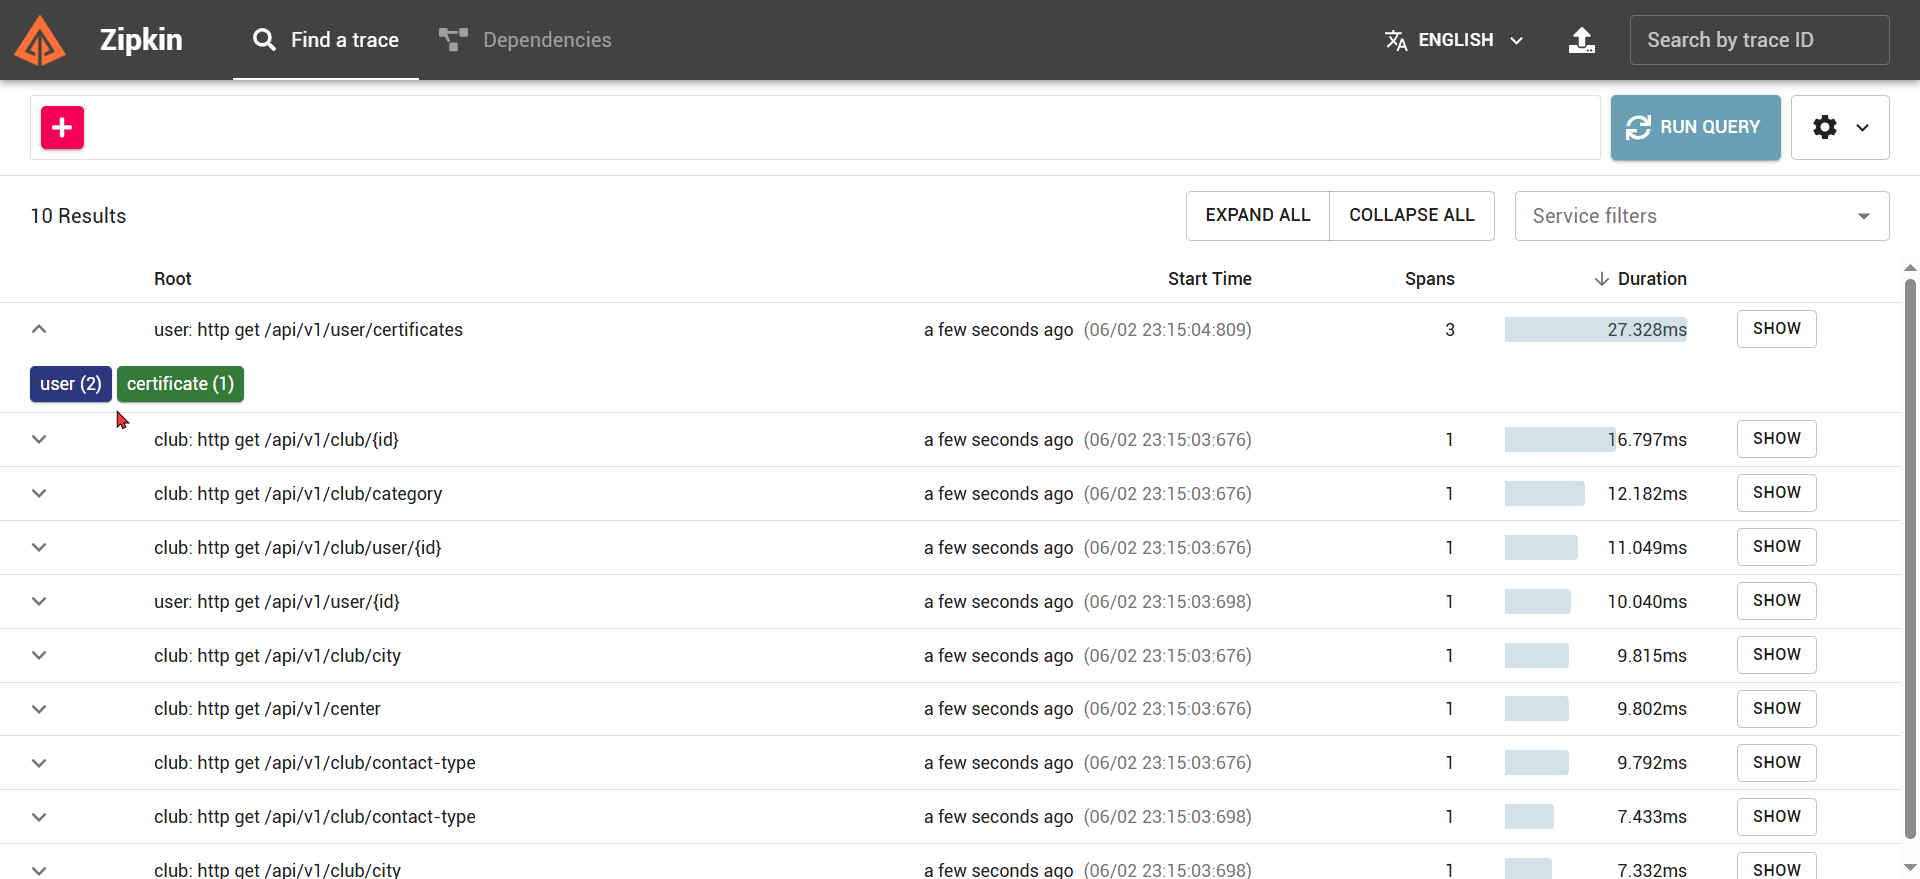 Zipkin Find a trace Dependencies ENGLISH Search by trace ID
RUN QUERY
10 Results EXPAND ALL COLLAPSE ALL Service filters
Root Start Time Spans Duration
user: http get /api/v1/user/certificates a few seconds ago (06/02 23:15:04:809) 3 27.328ms SHOW
user (2) certificate (1)
club: http get /api/v1/club/{id} a few seconds ago (06/02 23:15:03:676) 1 16.797ms SHOW
club: http get /api/v1/club/category a few seconds ago (06/02 23:15:03:676) 1 12.182ms SHOW
club: http get /api/v1/club/user/{id} a few seconds ago (06/02 23:15:03:676) 1 11.049ms SHOW
user: http get /api/v1/user/{id} a few seconds ago (06/02 23:15:03:698) 1 10.040ms SHOW
club: http get /api/v1/club/city a few seconds ago (06/02 23:15:03:676) 1 9.815ms SHOW
club: http get /api/v1/center a few seconds ago (06/02 23:15:03:676) 1 9.802ms SHOW
club: http get /api/v1/club/contact-type a few seconds ago (06/02 23:15:03:676) 1 9.792ms SHOW
club: http get /api/v1/club/contact-type a few seconds ago (06/02 23:15:03:698) 1 7.433ms SHOW
club: http get /api/v1/club/city a few seconds ago (06/02 23:15:03:698) 1 7.332ms SHOW